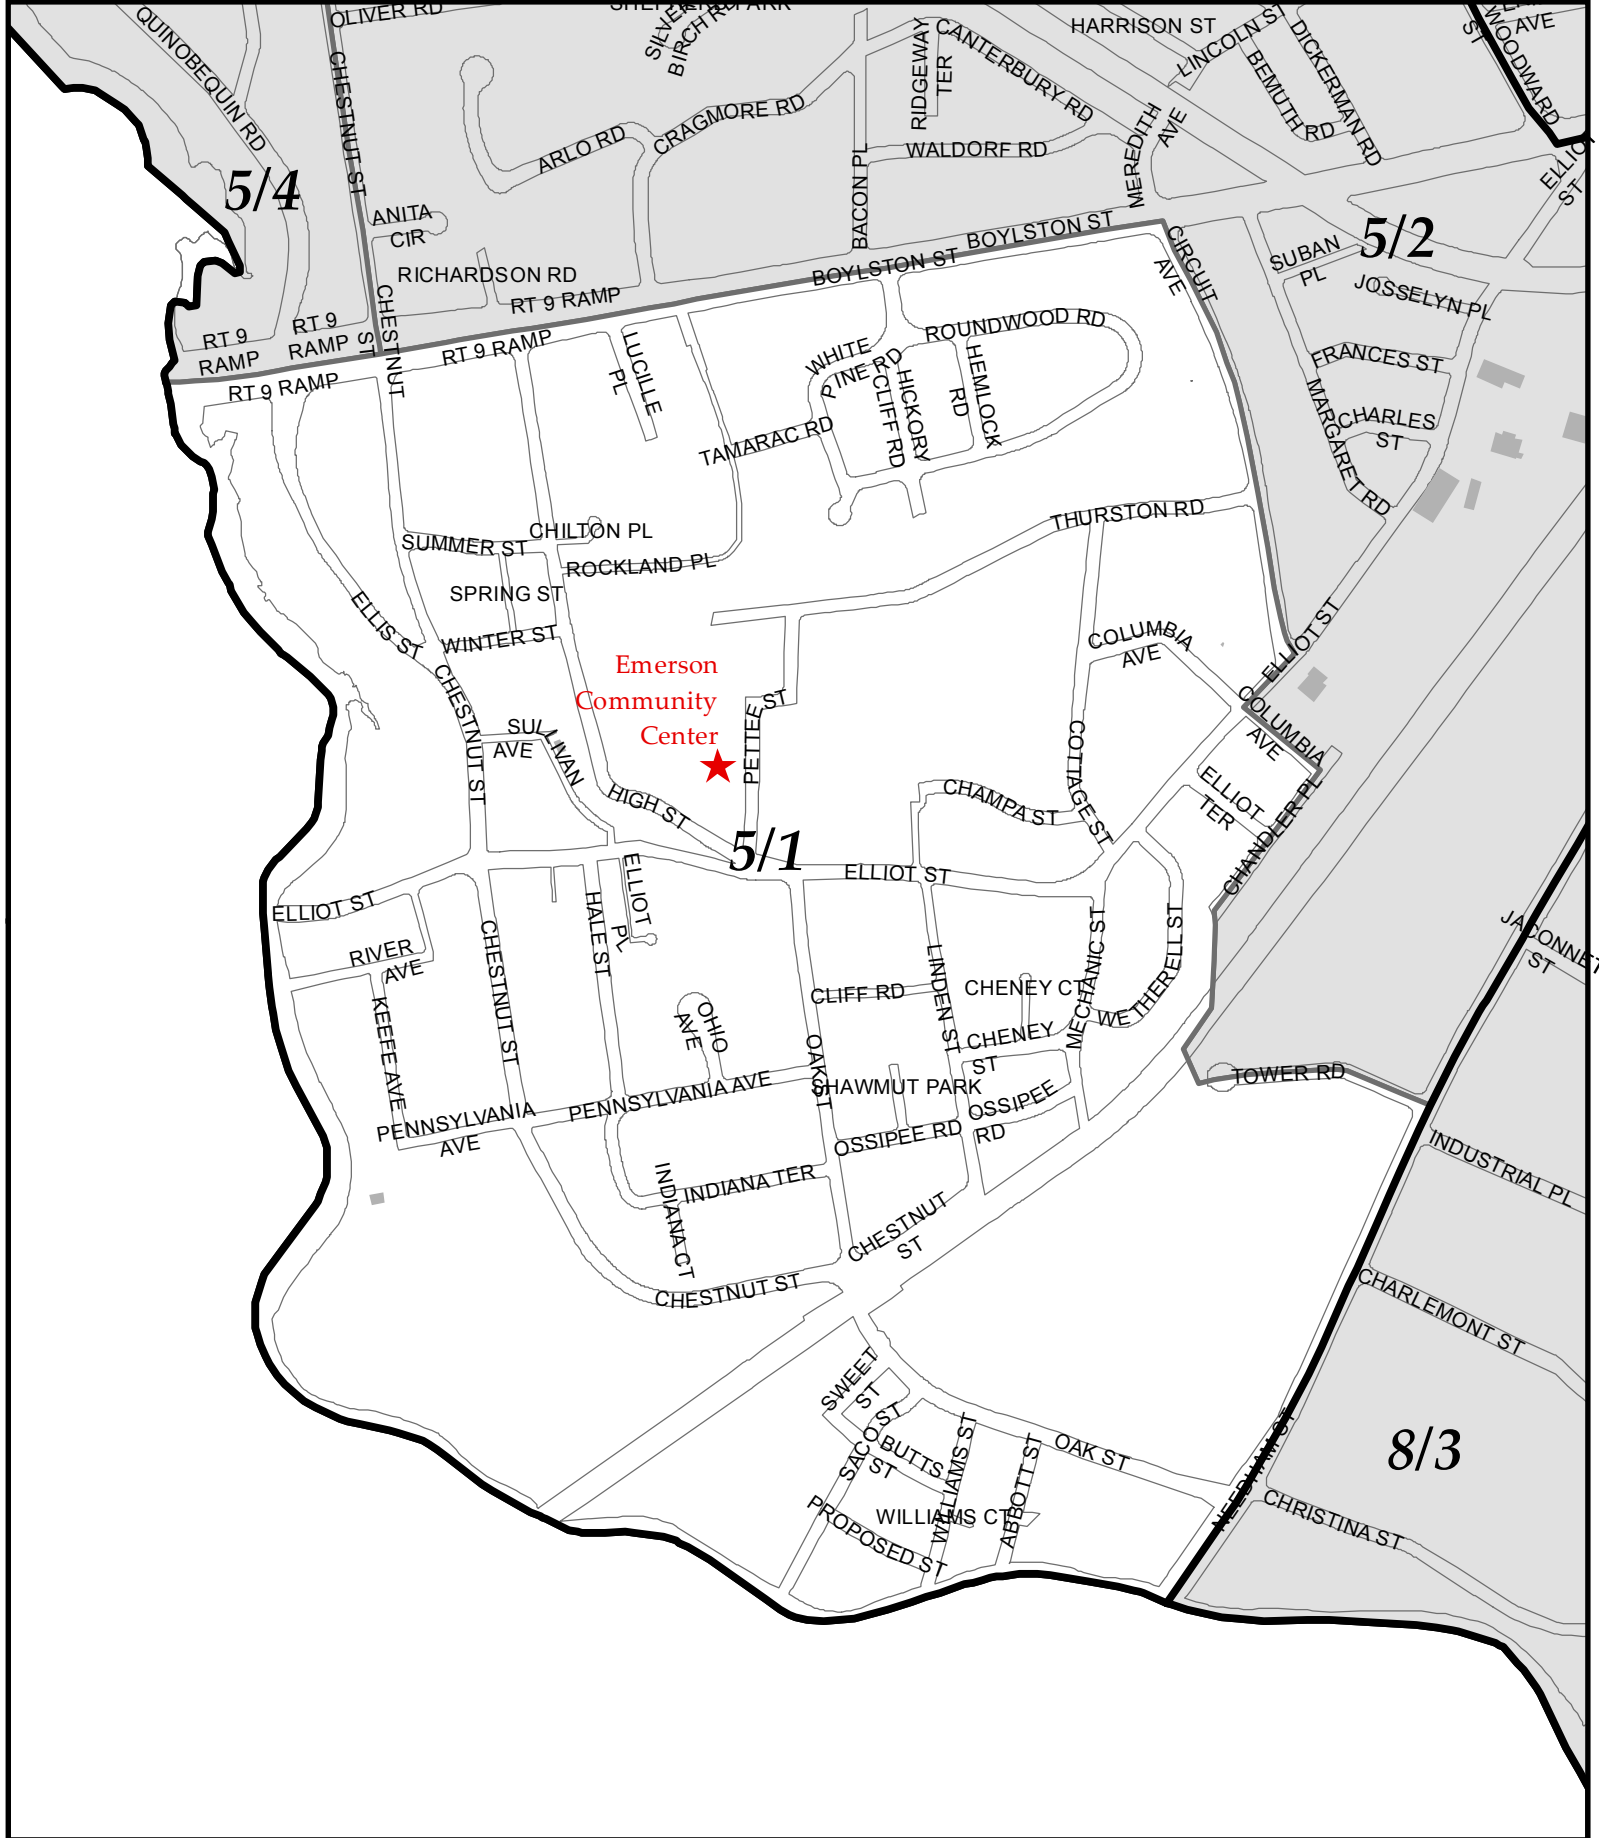 OLIVER RD
SHEPHERD PARK
SILVER
BIRCH RD
HARRISON ST
LINCOLN ST
WOODWARD
ST
AVE
QUINOBEQUIN RD
CHESTNUT ST
CRAGMORE RD
ARLO RD
RIDGEWAY
TER
CANTERBURY RD
BEMUTH
RD
DICKERMAN RD
MEREDITH
AVE
WALDORF RD
BACON PL
ELLIOT
ST
5/4
5/2
ANITA
CIR
RICHARDSON RD
RT 9 RAMP
BOYLSTON ST
BOYLSTON ST
CIRCUIT
AVE
SUBAN
PL
JOSSELYN PL
RT 9
RAMP
RT 9
RAMP
CHESTNUT
ST
RT 9 RAMP
RT 9 RAMP
LUCILLE
PL
WHITE
PINE RD
ROUNDWOOD RD
HICKORY
CLIFF RD
HEMLOCK
RD
FRANCES ST
MARGARET RD
CHARLES
ST
TAMARAC RD
THURSTON RD
CHILTON PL
SUMMER ST
ROCKLAND PL
SPRING ST
ELLIS ST
WINTER ST
COLUMBIA
AVE
ELLIOT ST
Emerson
Community
Center
CHESTNUT ST
SULLIVAN
AVE
PETTEE
ST
COLUMBIA
AVE
COTTAGE ST
ELLIOT
TER
CHANDLER PL
HIGH ST
CHAMPA ST
5/1
ELLIOT ST
ELLIOT ST
ELLIOT
PL
HALE ST
CHESTNUT ST
RIVER
AVE
KEEFE AVE
LINDEN ST
MECHANIC ST
WETHERELL ST
JACONNET
ST
CLIFF RD
CHENEY CT
CHENEY
ST
OHIO
AVE
OAK ST
SHAWMUT PARK
TOWER RD
PENNSYLVANIA
AVE
PENNSYLVANIA AVE
OSSIPEE RD
OSSIPEE
RD
INDUSTRIAL PL
INDIANA TER
INDIANA CT
CHESTNUT
ST
CHESTNUT ST
CHARLEMONT ST
SWEET
ST
SACO ST
BUTTS
ST
WILLIAMS ST
ABBOTT ST
OAK ST
NEEDHAM ST
8/3
CHRISTINA ST
WILLIAMS CT
PROPOSED ST